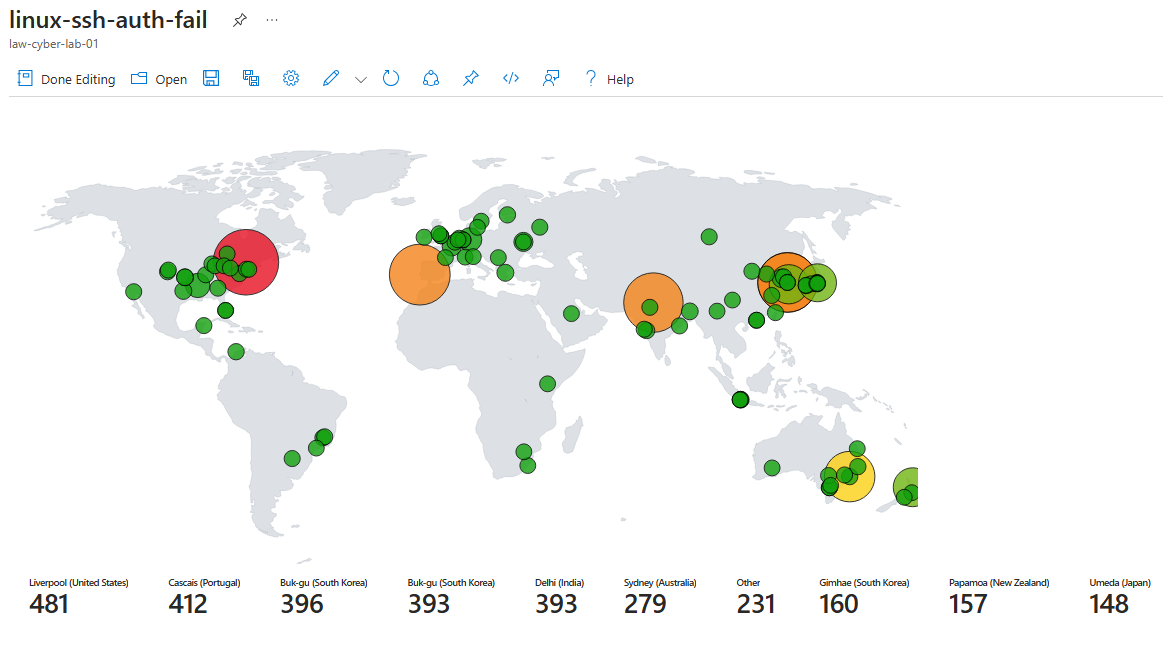 linux-ssh-auth-fail
law-cyber-lab-01
Done Editing Open Help
Liverpool (United States) Cascais (Portugal) Buk-gu (South Korea) Buk-gu (South Korea) Delhi (India) Sydney (Australia) Other Gimhae (South Korea) Papamoa (New Zealand) Umeda (Japan)
481 412 396 393 393 279 231 160 157 148